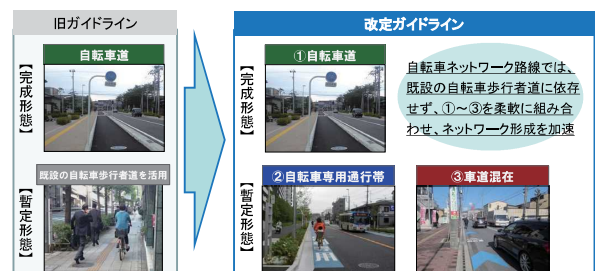 旧ガイドライン
【完成形態】
自転車道
【暫定形態】
既設の自転車歩行者道を活用
改定ガイドライン
【完成形態】
①自転車道
自転車ネットワーク路線では、
既設の自転車歩行者道に依存
せず、①~③を柔軟に組み合
わせ、ネットワーク形成を加速
【暫定形態】
②自転車専用通行帯
③車道混在